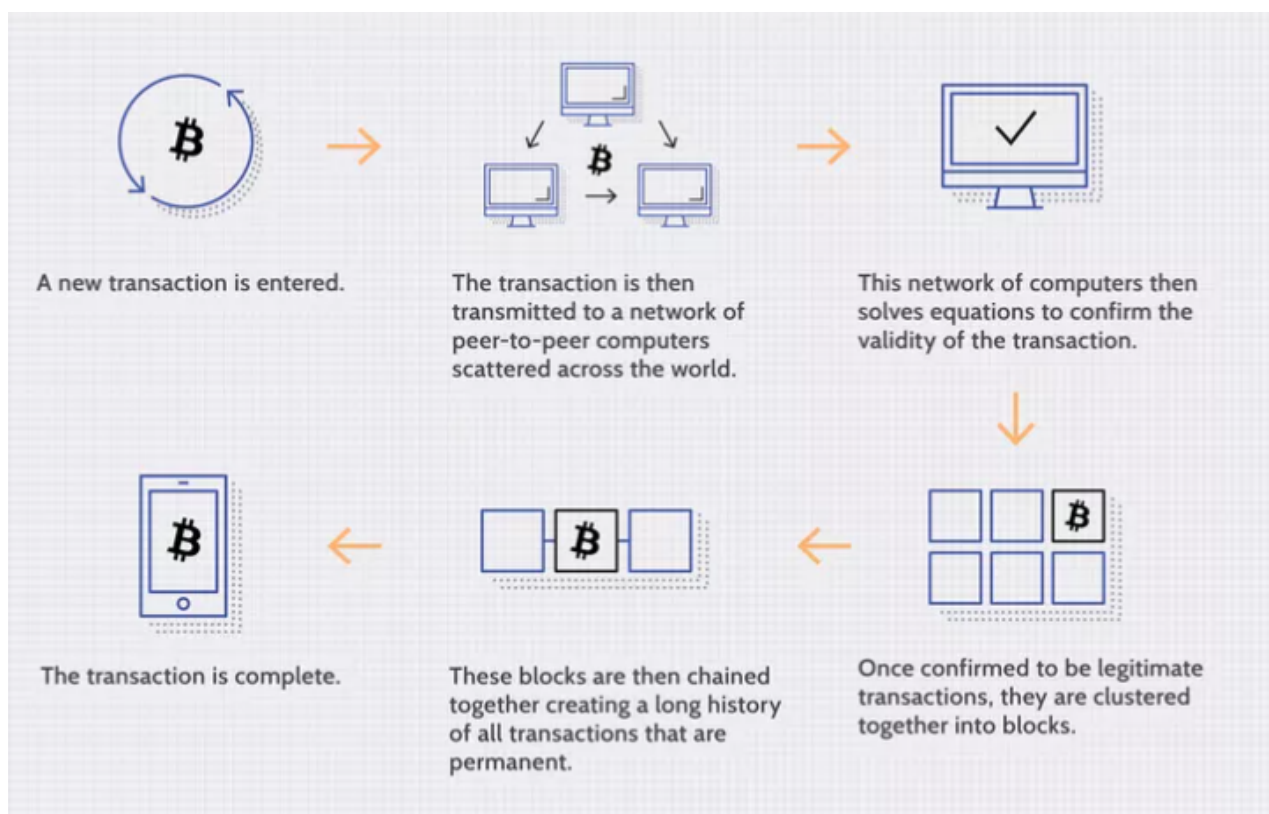 A new transaction is entered.
The transaction is then
transmitted to a network of
peer-to-peer computers
scattered across the world.
This network of computers then
solves equations to confirm the
validity of the transaction.
Once confirmed to be legitimate
transactions, they are clustered
together into blocks.
These blocks are then chained
together creating a long history
of all transactions that are
permanent.
The transaction is complete.